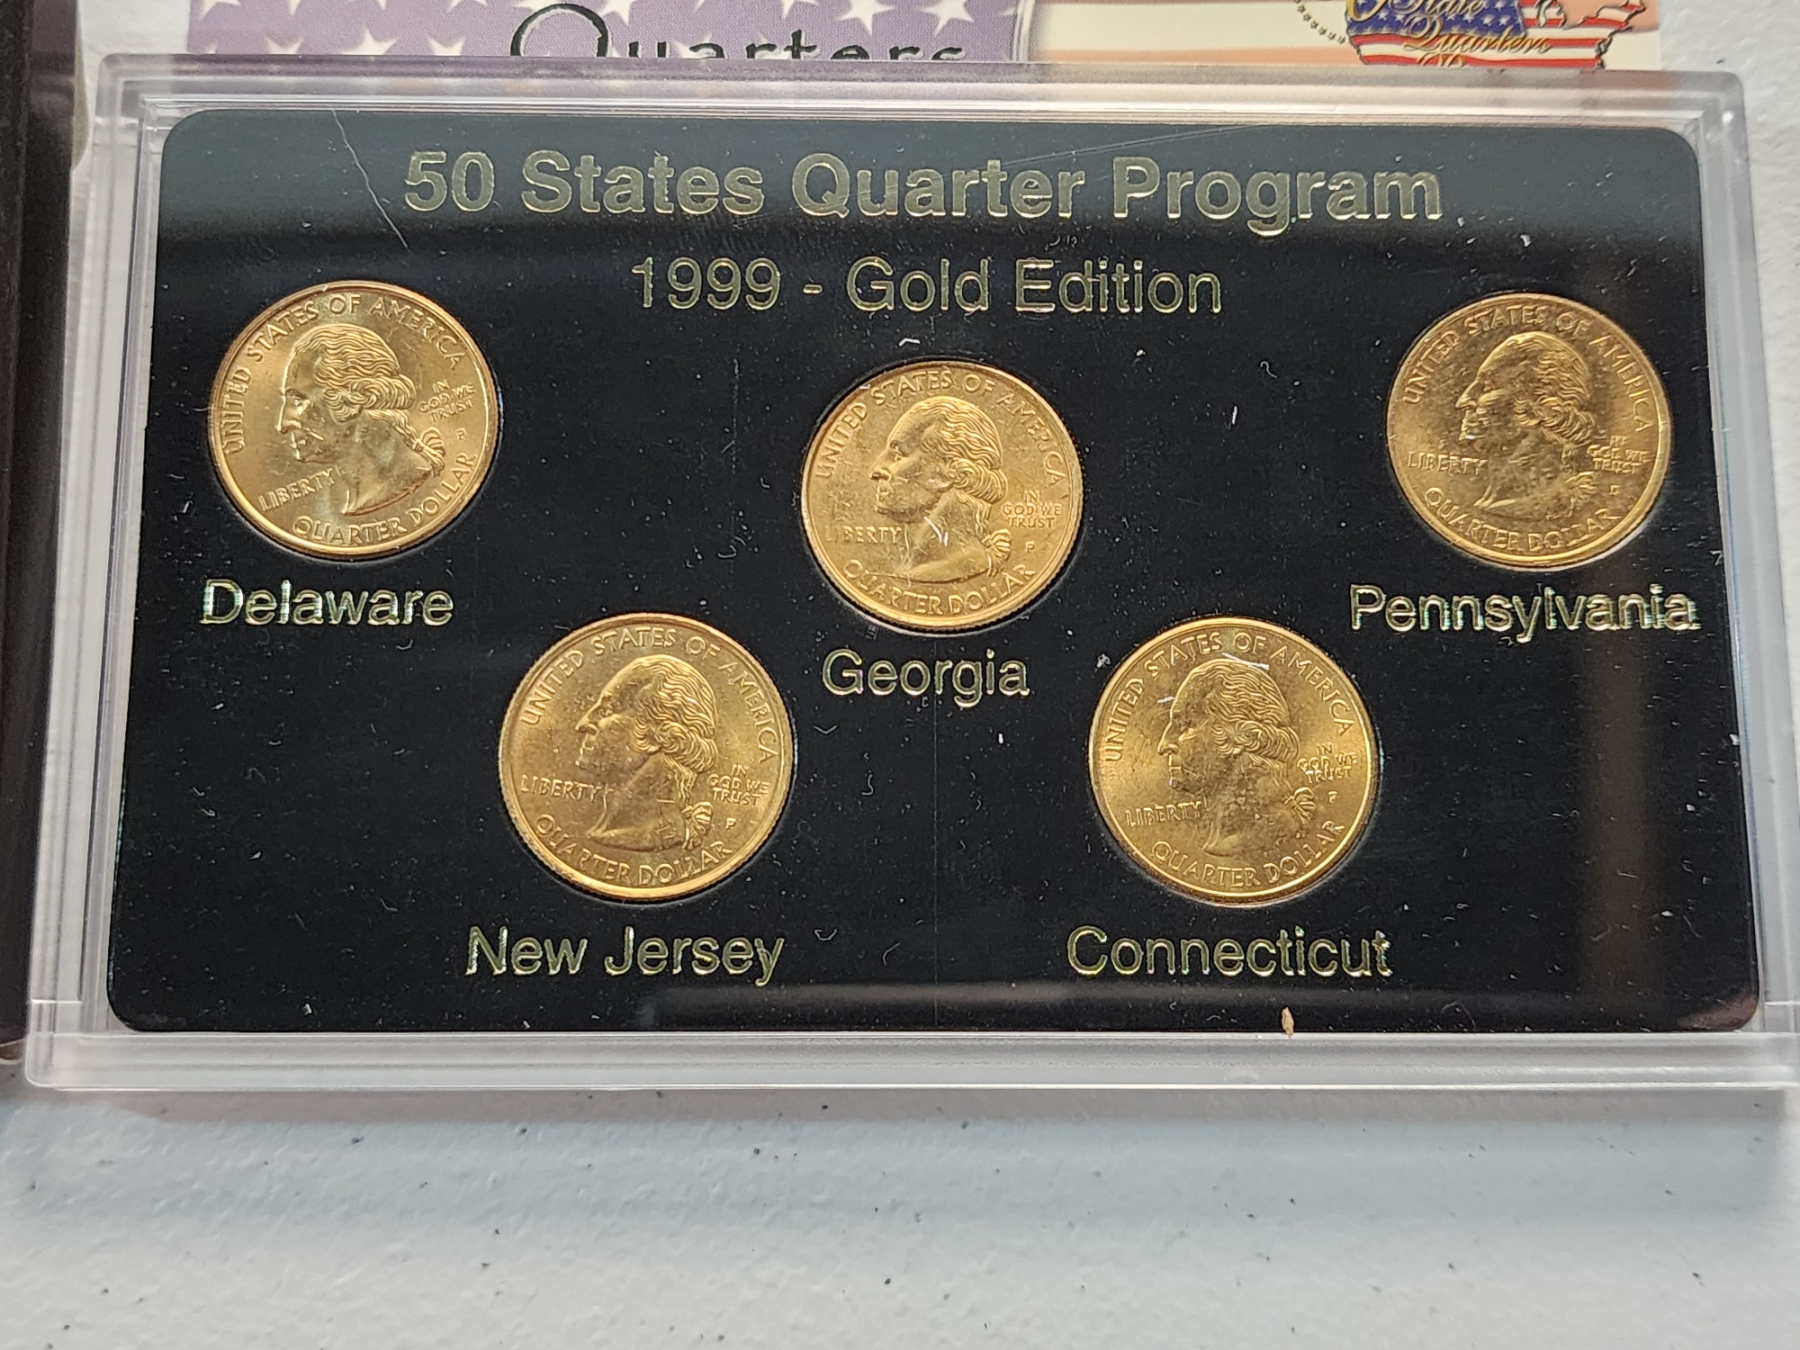 Quarters
State
Quarters
50 States Quarter Program
1999 - Gold Edition
UNITED STATES OF AMERICA
IN
GOD WE
TRUST
P
LIBERTY
QUARTER DOLLAR
Delaware
UNITED STATES OF AMERICA
IN
GOD WE
TRUST
P
LIBERTY
QUARTER DOLLAR
Georgia
UNITED STATES OF AMERICA
IN
GOD WE
TRUST
LIBERTY
QUARTER DOLLAR
Pennsylvania
UNITED STATES OF AMERICA
IN
GOD WE
TRUST
P
LIBERTY
QUARTER DOLLAR
New Jersey
UNITED STATES OF AMERICA
IN
GOD WE
TRUST
P
LIBERTY
QUARTER DOLLAR
Connecticut